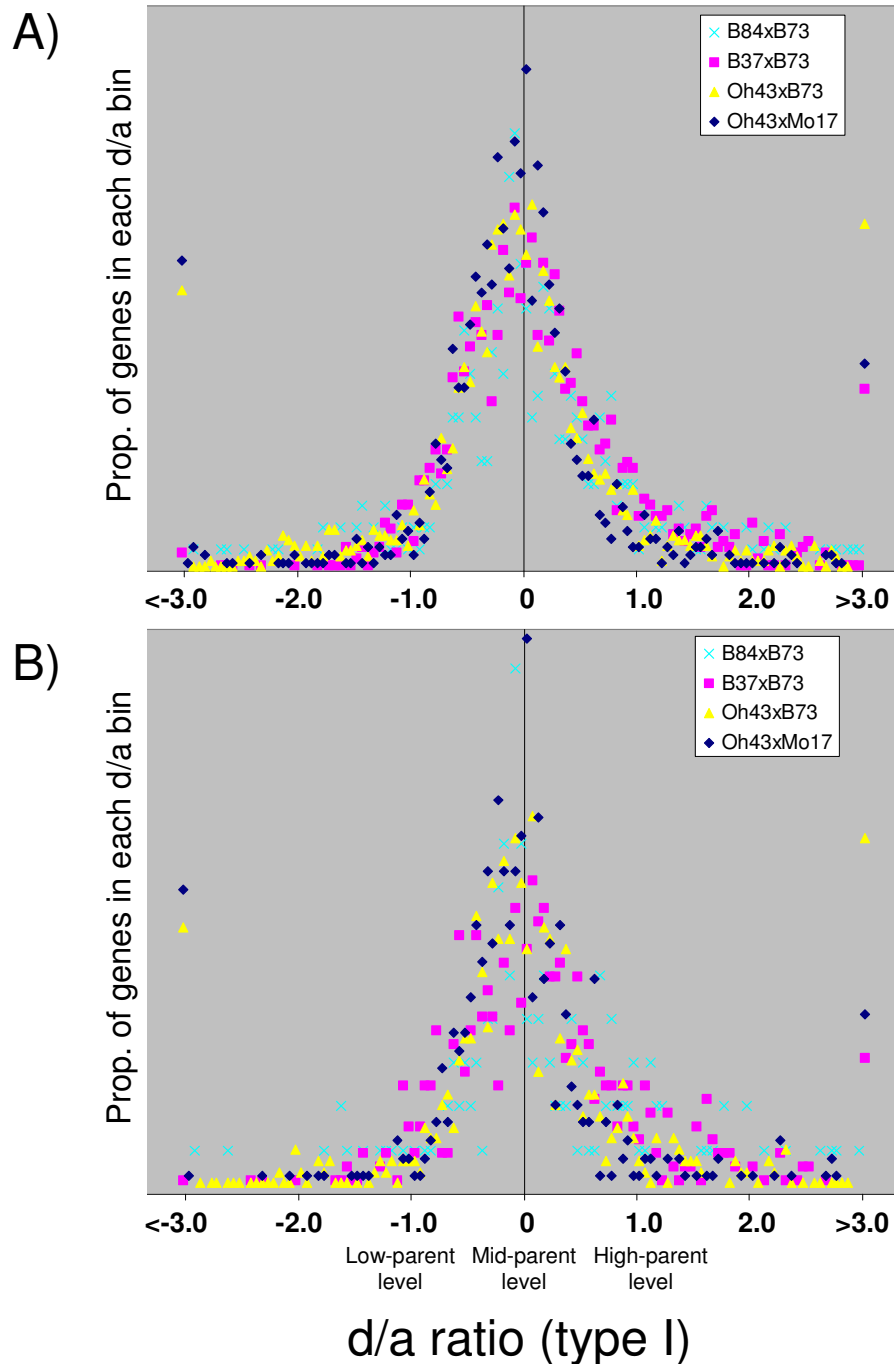 A)
Prop. of genes in each d/a bin
B84xB73
B37xB73
Oh43xB73
Oh43xMo17
<-3.0 -2.0 -1.0 0 1.0 2.0 >3.0
B)
Prop. of genes in each d/a bin
B84xB73
B37xB73
Oh43xB73
Oh43xMo17
<-3.0 -2.0 -1.0 0 1.0 2.0 >3.0
Low-parent level
Mid-parent level
High-parent level
d/a ratio (type I)